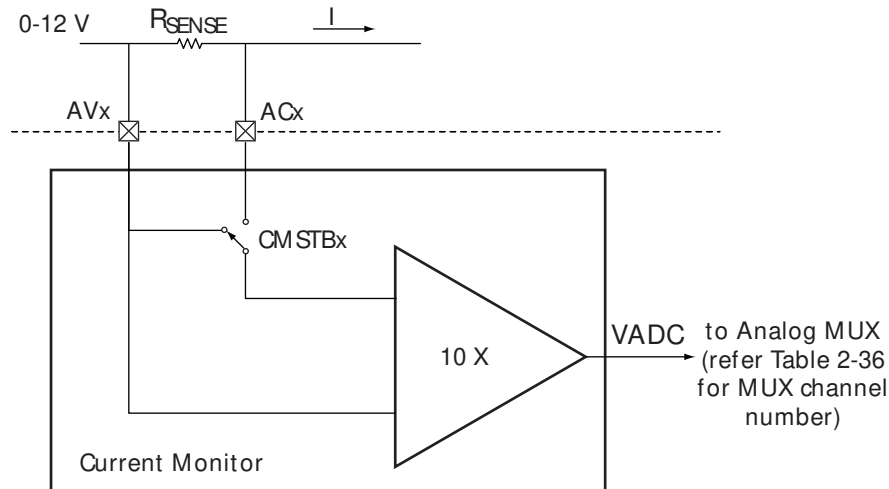 0-12 V
RSENSE
I
AVx
ACx
CMSTBx
10 X
VADC
to Analog MUX
(refer Table 2-36
for MUX channel
number)
Current Monitor